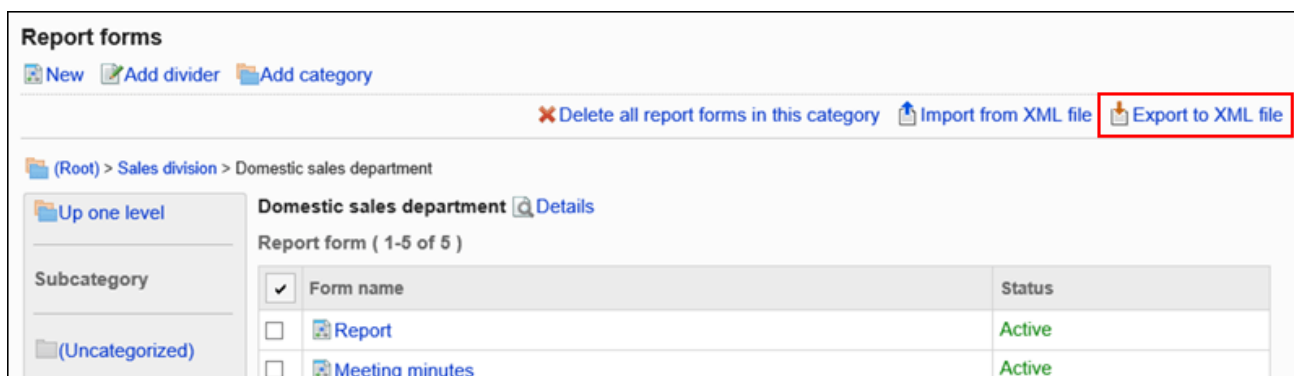 Report forms
New Add divider Add category
Delete all report forms in this category Import from XML file Export to XML file
(Root) > Sales division > Domestic sales department
Up one level
Domestic sales department Details
Report form ( 1-5 of 5 )
Subcategory
Form name Status
Report Active
(Uncategorized)
Meeting minutes Active